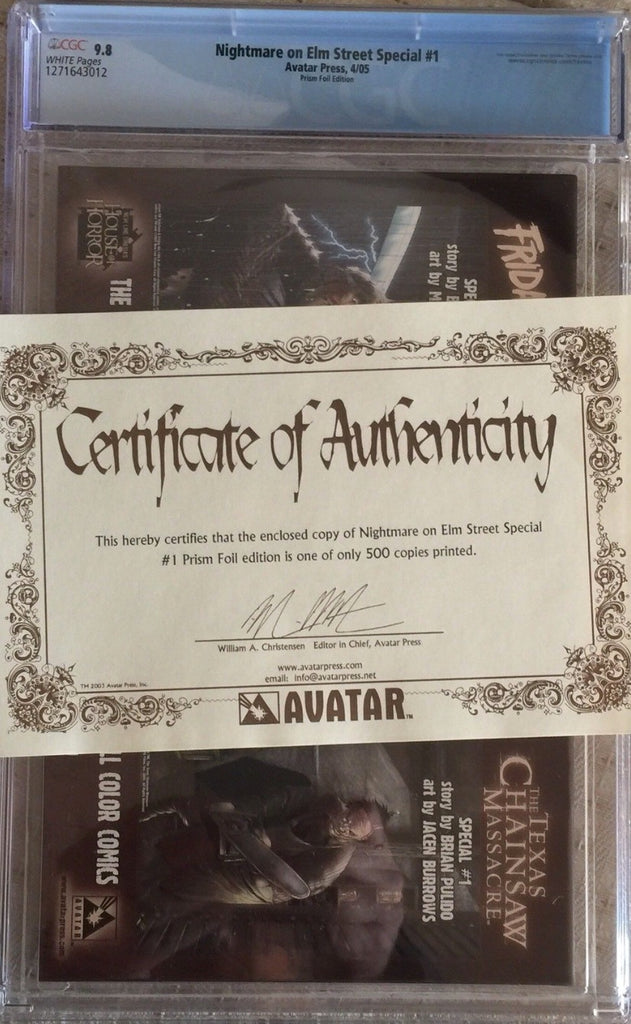 CGC 9.8
WHITE Pages
1271643012
Nightmare on Elm Street Special #1
Avatar Press, 4/05
Prism Foil Edition
HOUSE OF
HORROR
THE
FRIDA
SPE
story by B
art by M
Certificate of Authenticity
This hereby certifies that the enclosed copy of Nightmare on Elm Street Special
#1 Prism Foil edition is one of only 500 copies printed.
William A. Christensen Editor in Chief, Avatar Press
www.avatarpress.com
email: info@avatarpress.net
AVATAR™
THE TEXAS
CHAINSAW
MASSACRE
SPECIAL #1
story by BRIAN PULIDO
art by JACEN BURROWS
L COLOR COMICS
AVATAR
www.avatarpress.com